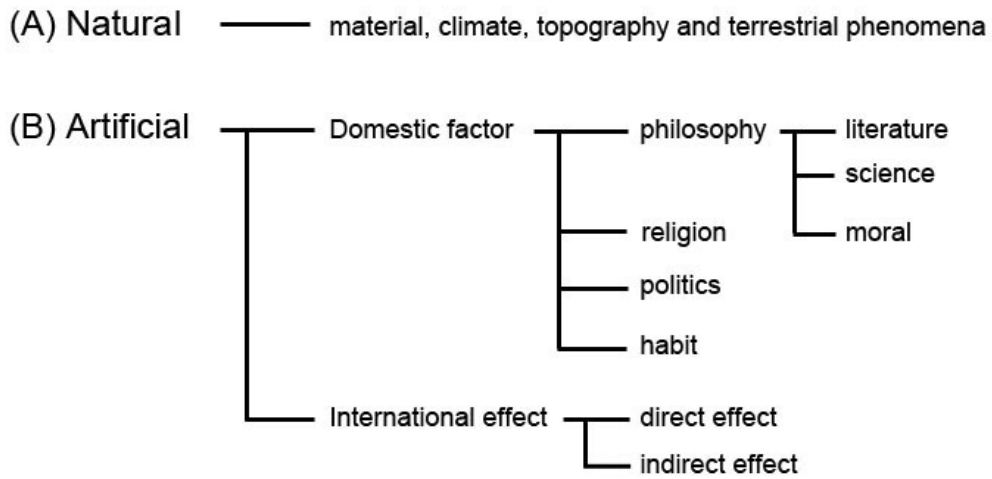 (A) Natural material, climate, topography and terrestrial phenomena
(B) Artificial Domestic factor philosophy literature
science
religion moral
politics
habit
International effect direct effect
indirect effect